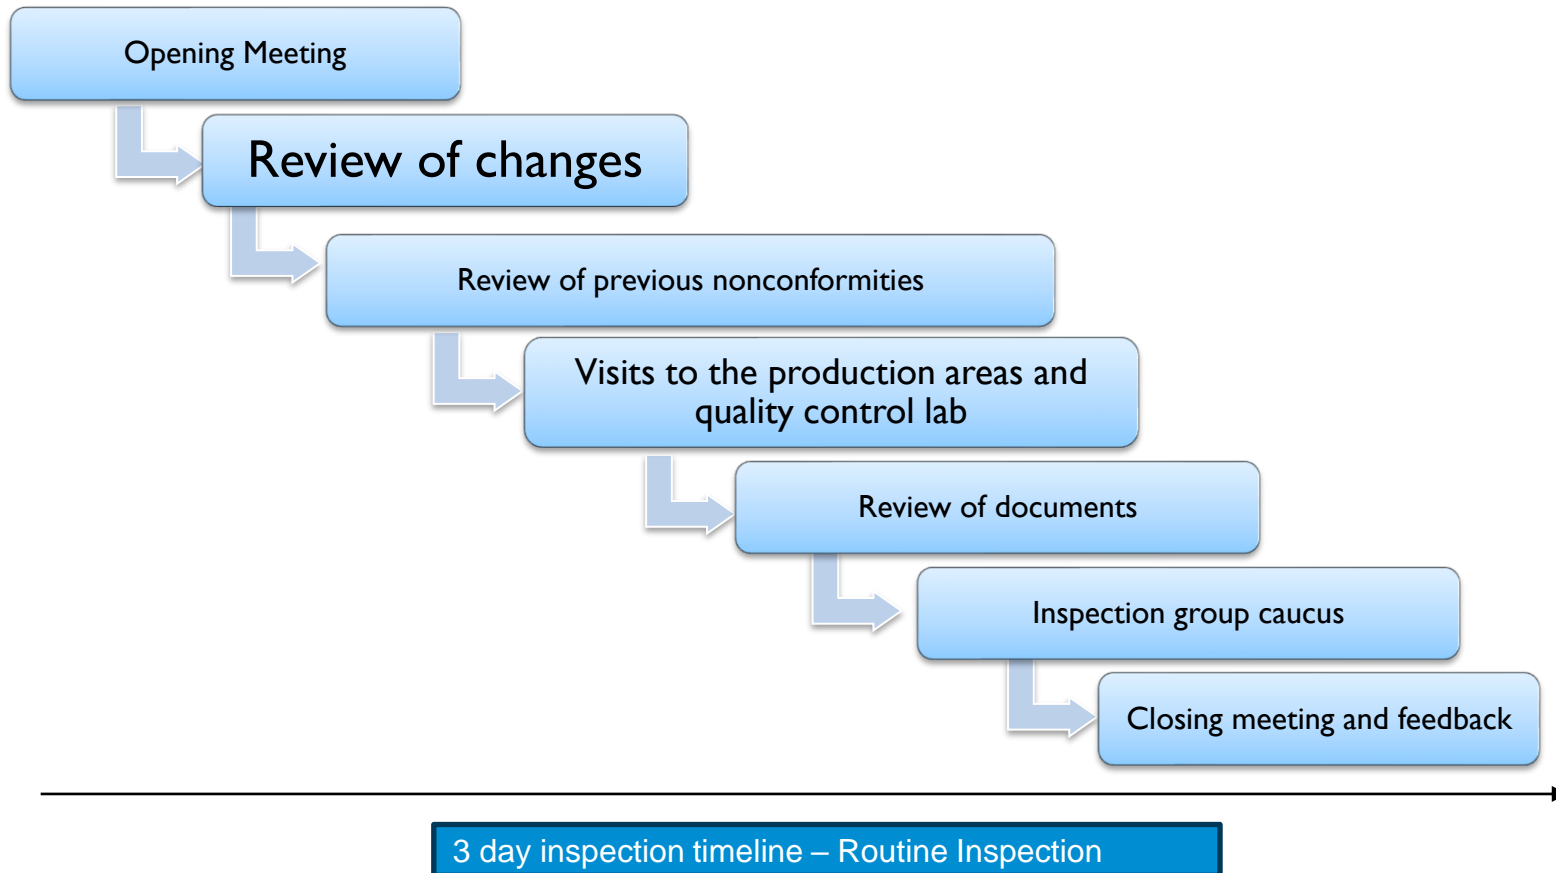 Opening Meeting
Review of changes
Review of previous nonconformities
Visits to the production areas and
quality control lab
Review of documents
Inspection group caucus
Closing meeting and feedback
3 day inspection timeline – Routine Inspection